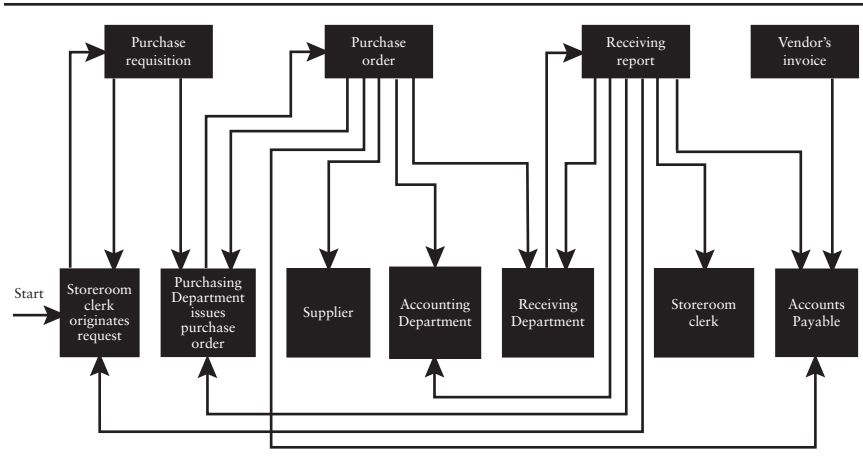 Purchase
requisition
Purchase
order
Receiving
report
Vendor's
invoice
Start
Storeroom
clerk
originates
request
Purchasing
Department
issues
purchase
order
Supplier
Accounting
Department
Receiving
Department
Storeroom
clerk
Accounts
Payable